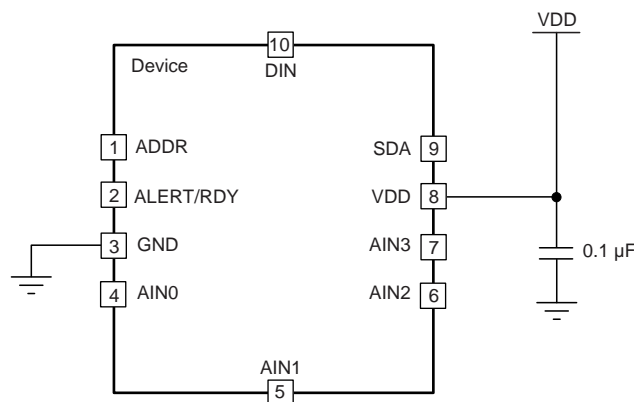 VDD
10
Device
DIN
1 ADDR
SDA 9
2 ALERT/RDY
VDD 8
3 GND
AIN3 7
0.1 µF
4 AIN0
AIN2 6
AIN1
5